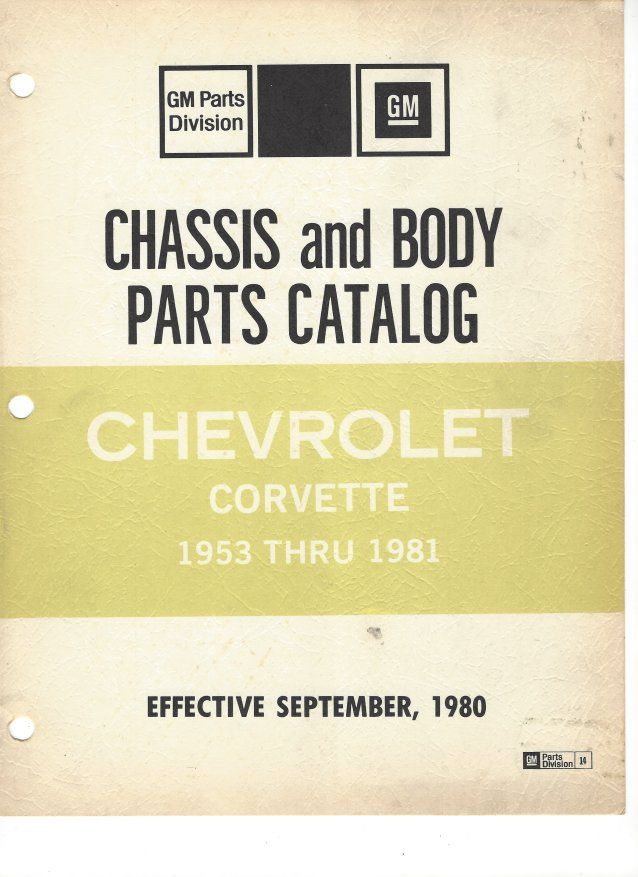 GM Parts
Division
GM
CHASSIS and BODY
PARTS CATALOG
CHEVROLET
CORVETTE
1953 THRU 1981
EFFECTIVE SEPTEMBER, 1980
GM Parts
Division 14